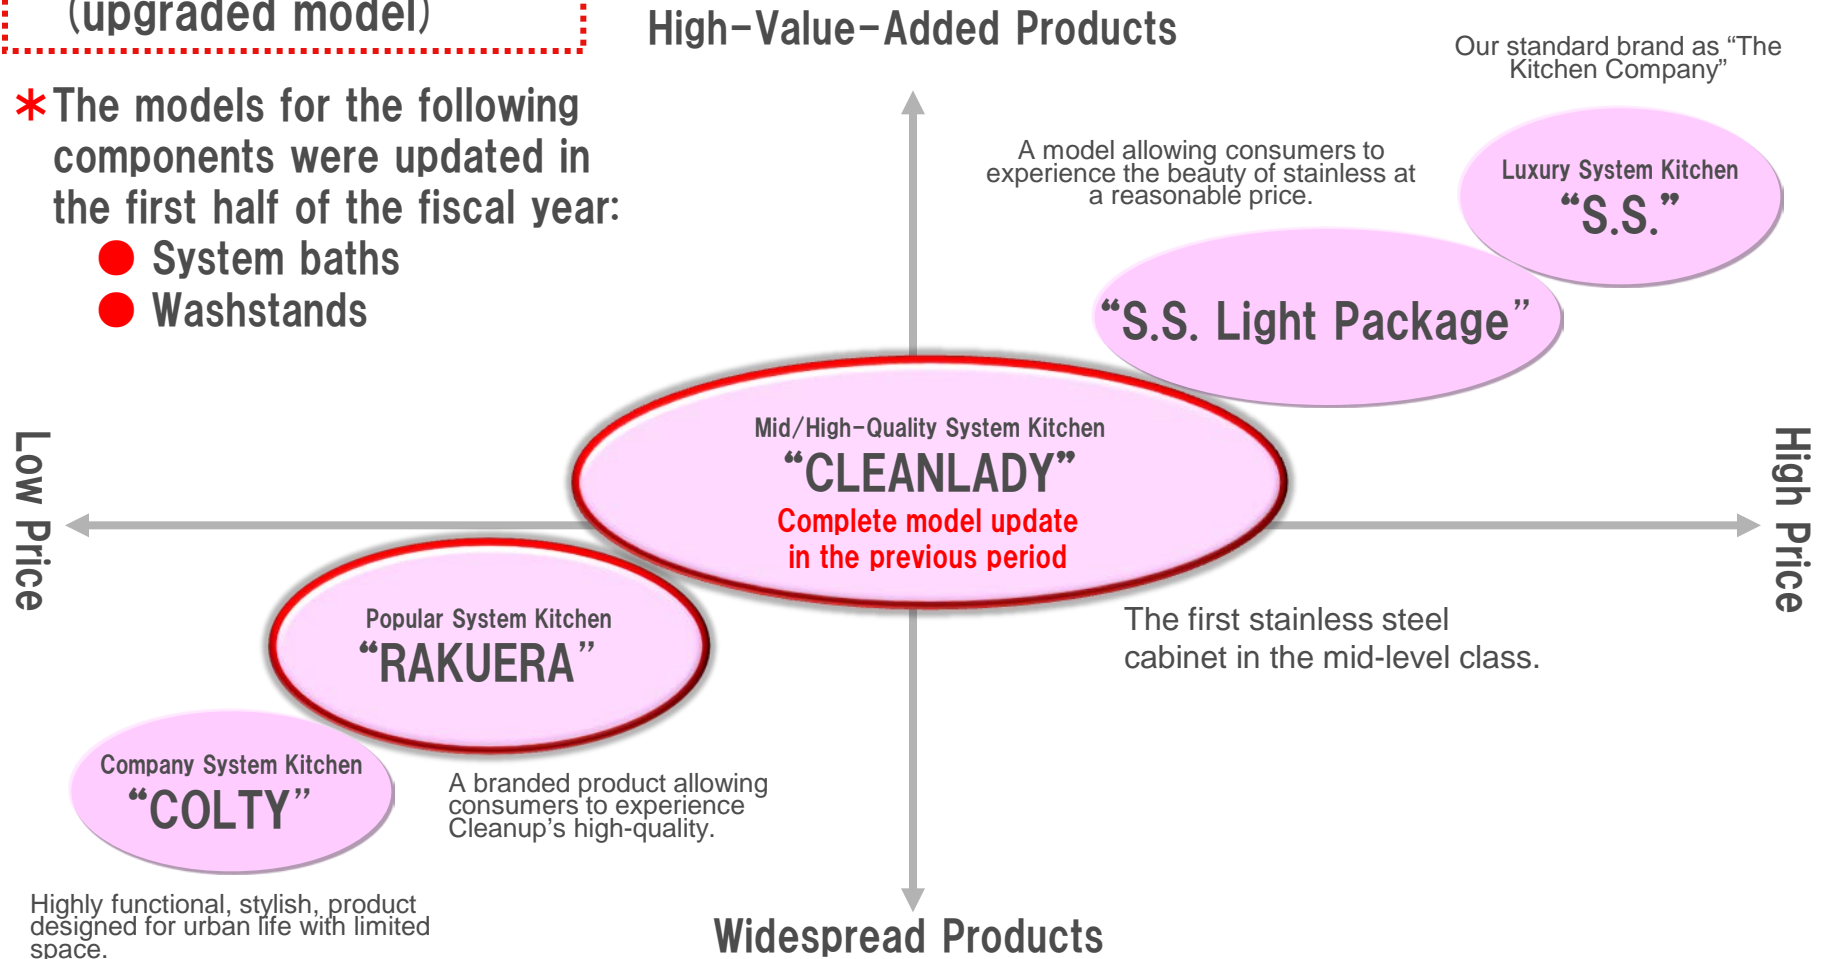 (upgraded model)
High-Value-Added Products
Our standard brand as “The
Kitchen Company”
*The models for the following
components were updated in
the first half of the fiscal year:
● System baths
● Washstands
A model allowing consumers to
experience the beauty of stainless at
a reasonable price.
Luxury System Kitchen
“S.S.”
“S.S. Light Package”
Mid/High-Quality System Kitchen
“CLEANLADY”
Complete model update
in the previous period
Low Price
High Price
The first stainless steel
cabinet in the mid-level class.
Popular System Kitchen
“RAKUERA”
Company System Kitchen
“COLTY”
A branded product allowing
consumers to experience
Cleanup’s high-quality.
Highly functional, stylish, product
designed for urban life with limited
space.
Widespread Products